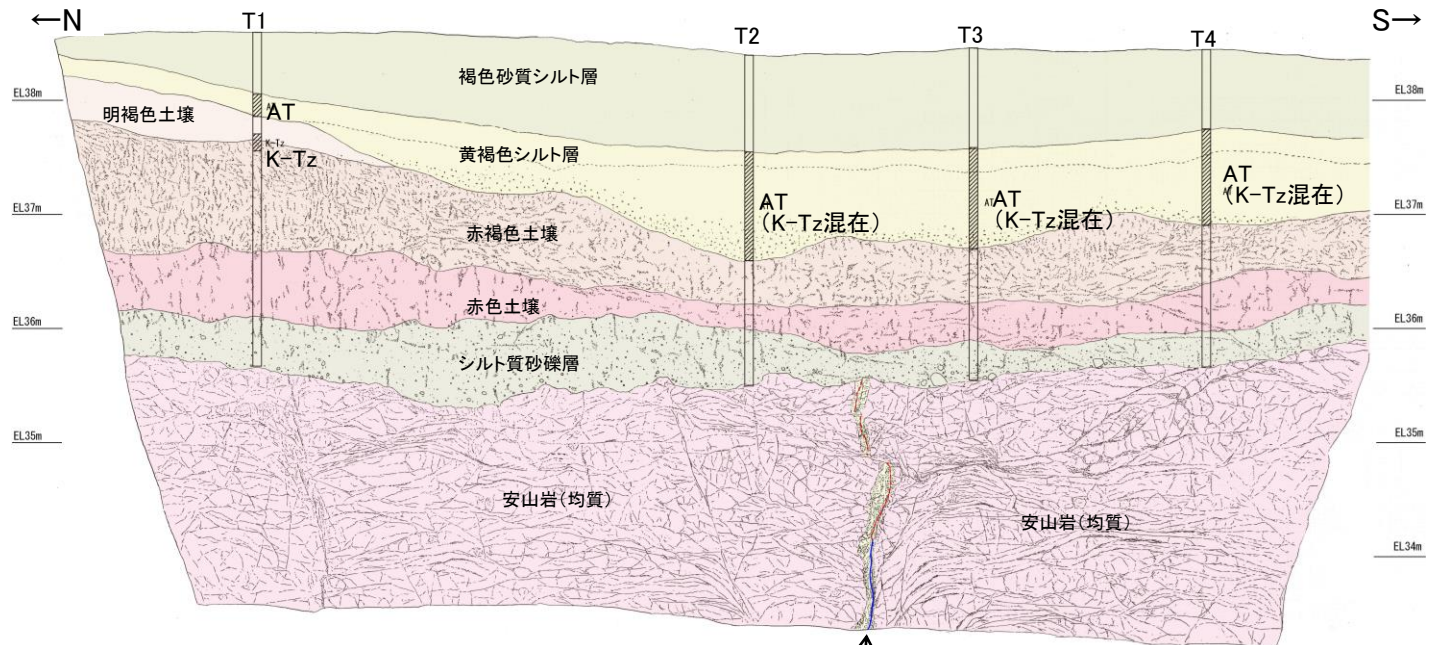 ←N
S→
T1
T2
T3
T4
褐色砂質シルト層
EL38m
EL38m
明褐色土壌
AT
K-Tz
K-Tz
黄褐色シルト層
AT
(K-Tz混在)
AT
AT
(K-Tz混在)
AT
(K-Tz混在)
EL37m
EL37m
赤褐色土壌
赤色土壌
EL36m
EL36m
シルト質砂礫層
EL35m
EL35m
安山岩(均質)
安山岩(均質)
EL34m